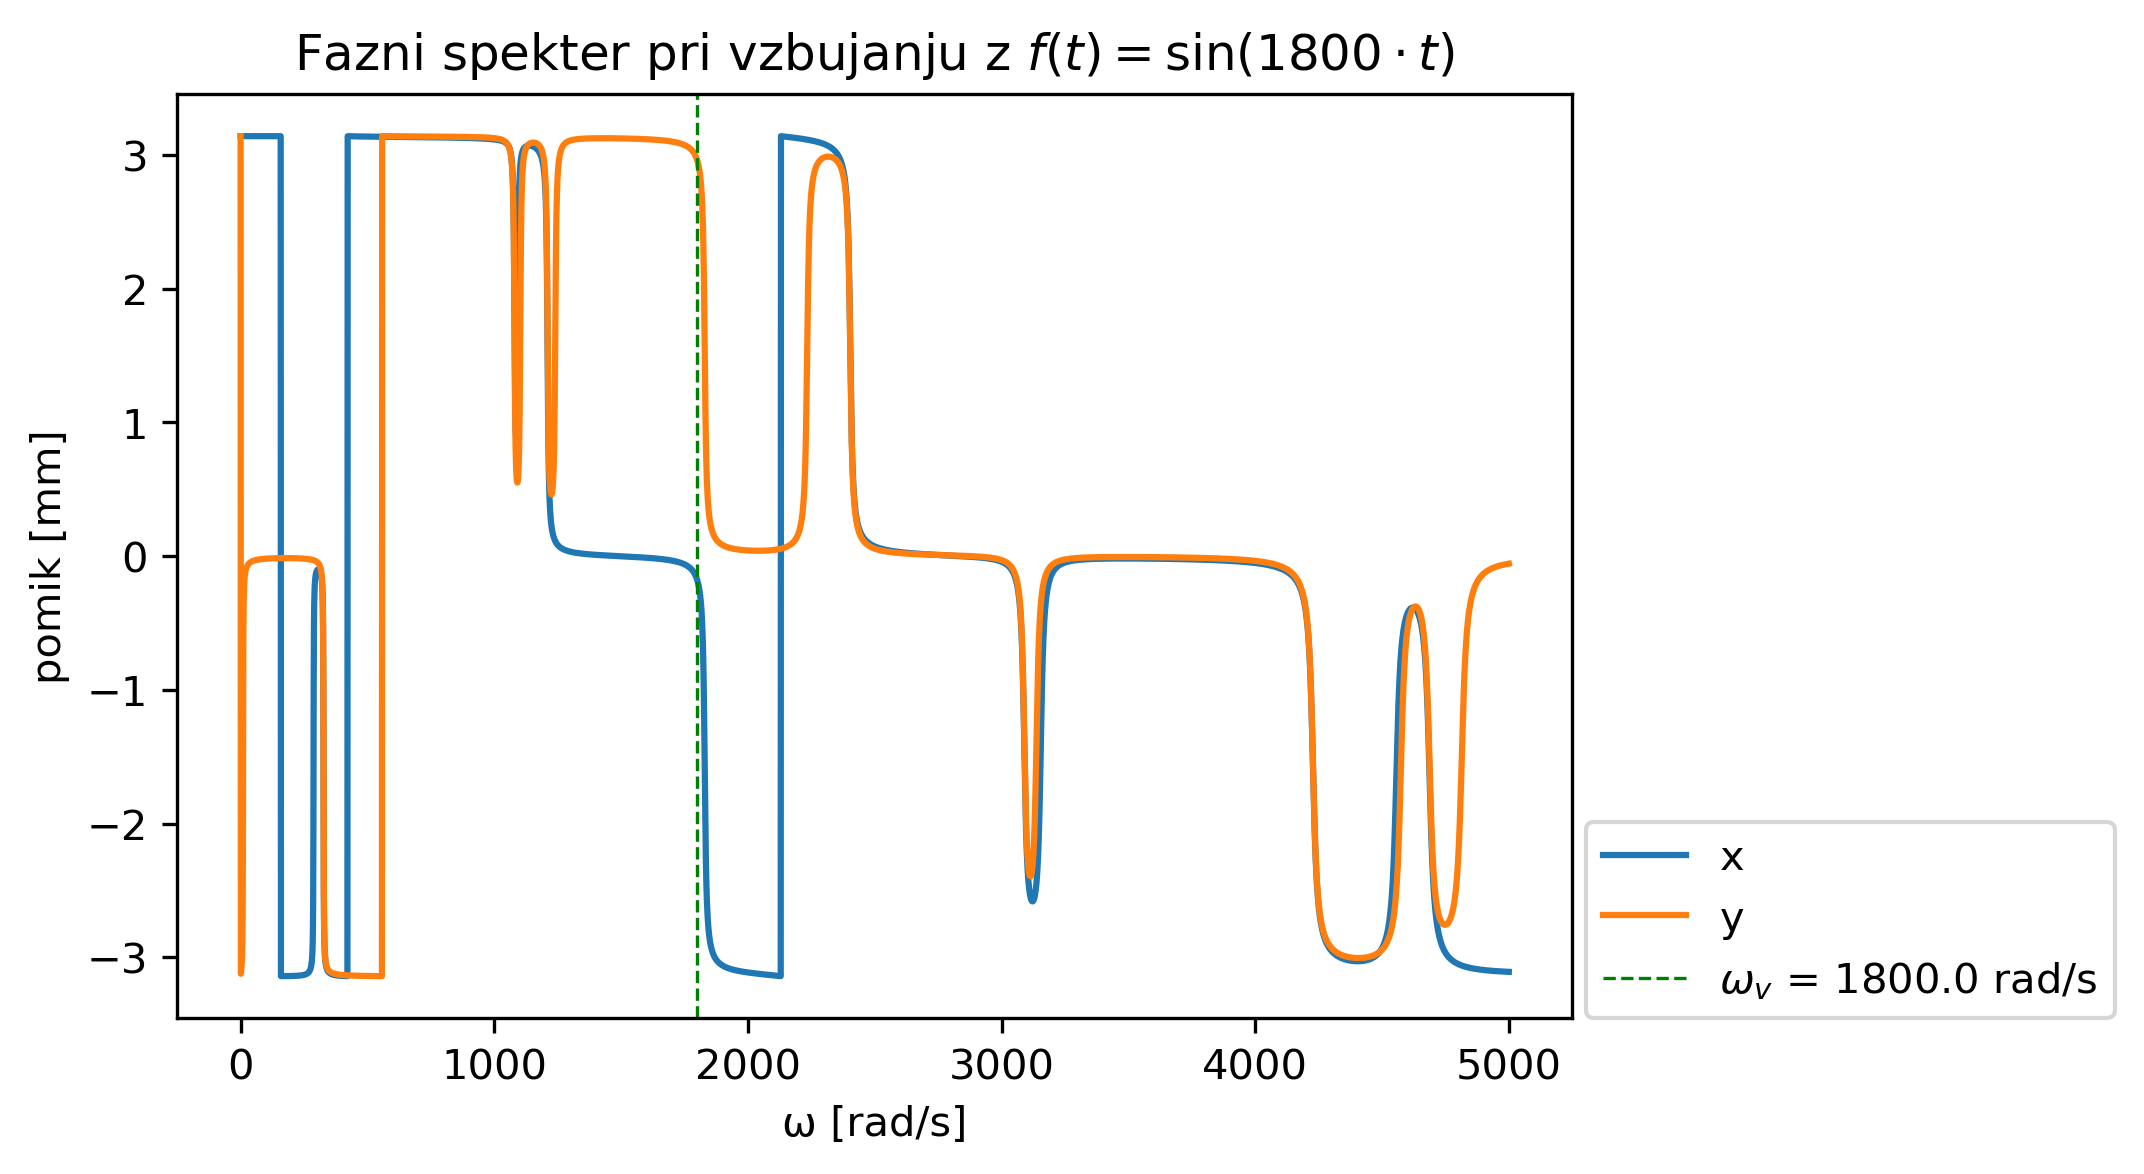 Fazni spekter pri vzbujanju z f(t) = sin(1800 · t)
pomik [mm]
3
2
1
0
−1
−2
−3
0 1000 2000 3000 4000 5000
ω [rad/s]
x
y
ωᵥ = 1800.0 rad/s